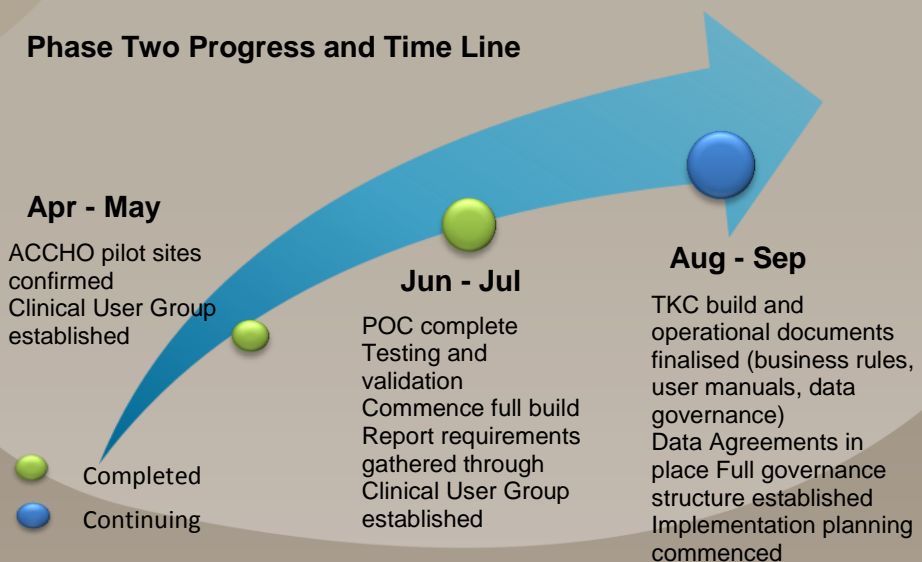 Phase Two Progress and Time Line
Apr - May
ACCHO pilot sites
confirmed
Clinical User Group
established
Jun - Jul
POC complete
Testing and
validation
Commence full build
Report requirements
gathered through
Clinical User Group
established
Aug - Sep
TKC build and
operational documents
finalised (business rules,
user manuals, data
governance)
Data Agreements in
place Full governance
structure established
Implementation planning
commenced
Completed
Continuing